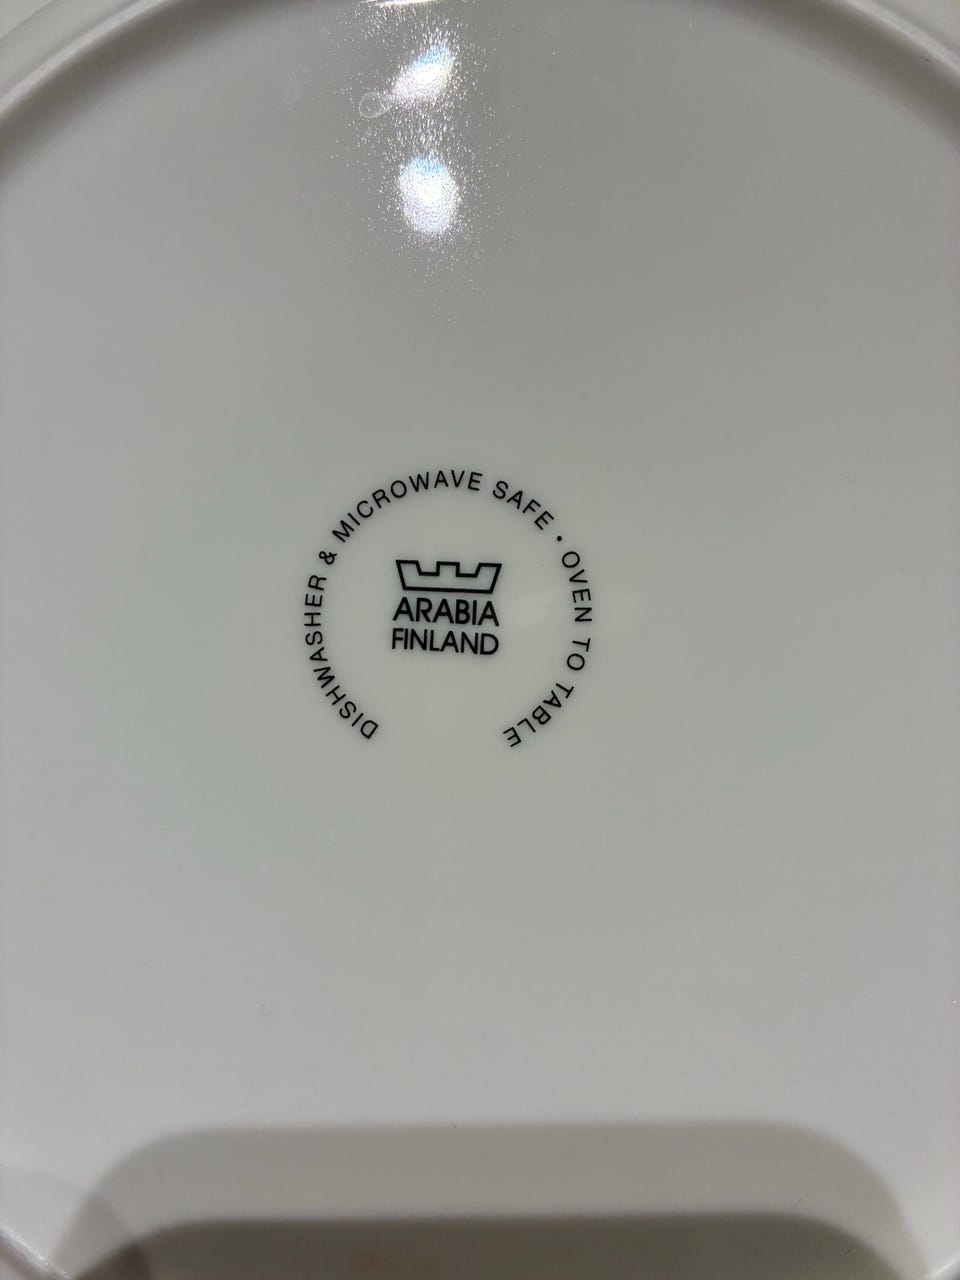 DISHWASHER & MICROWAVE SAFE • OVEN TO TABLE
ARABIA
FINLAND